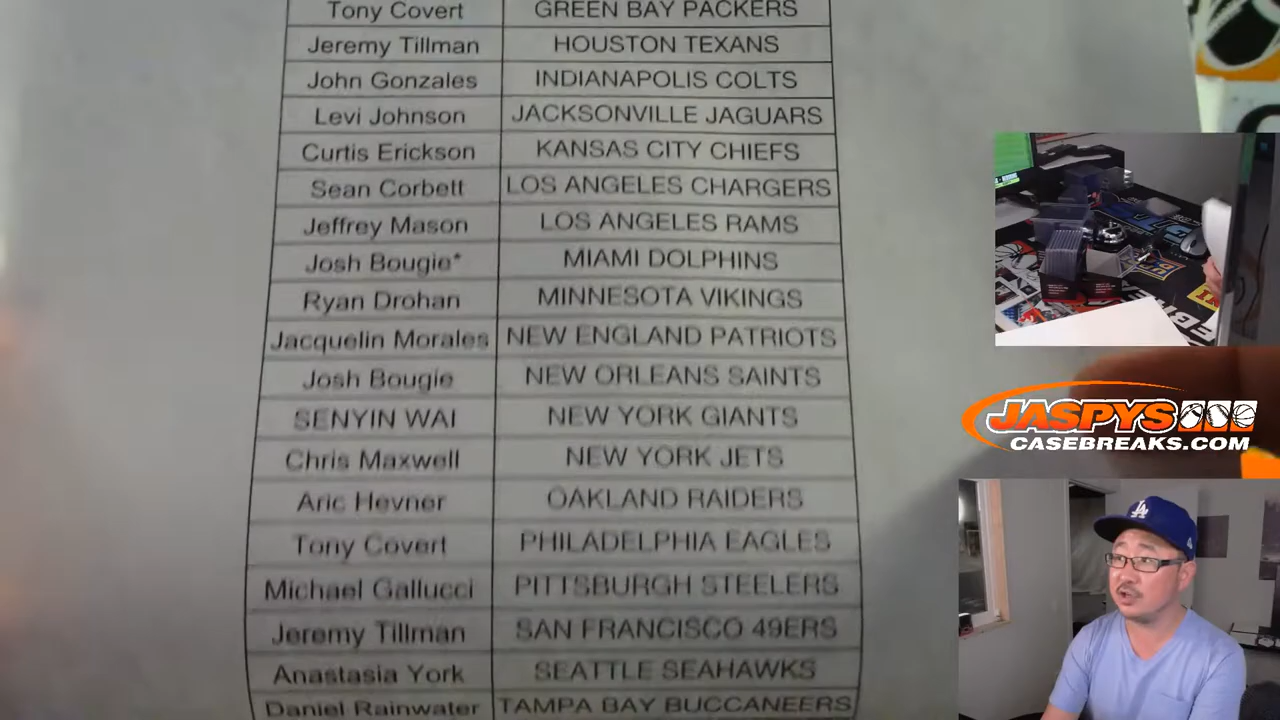 Tony Covert GREEN BAY PACKERS
Jeremy Tillman HOUSTON TEXANS
John Gonzales INDIANAPOLIS COLTS
Levi Johnson JACKSONVILLE JAGUARS
Curtis Erickson KANSAS CITY CHIEFS
Sean Corbett LOS ANGELES CHARGERS
Jeffrey Mason LOS ANGELES RAMS
Josh Bougie* MIAMI DOLPHINS
Ryan Drohan MINNESOTA VIKINGS
Jacquelin Morales NEW ENGLAND PATRIOTS
Josh Bougie NEW ORLEANS SAINTS
SENYIN WAI NEW YORK GIANTS
Chris Maxwell NEW YORK JETS
Aric Hevner OAKLAND RAIDERS
Tony Covert PHILADELPHIA EAGLES
Michael Gallucci PITTSBURGH STEELERS
Jeremy Tillman SAN FRANCISCO 49ERS
Anastasia York SEATTLE SEAHAWKS
Daniel Rainwater TAMPA BAY BUCCANEERS
JASPYS
CASEBREAKS.COM
LA